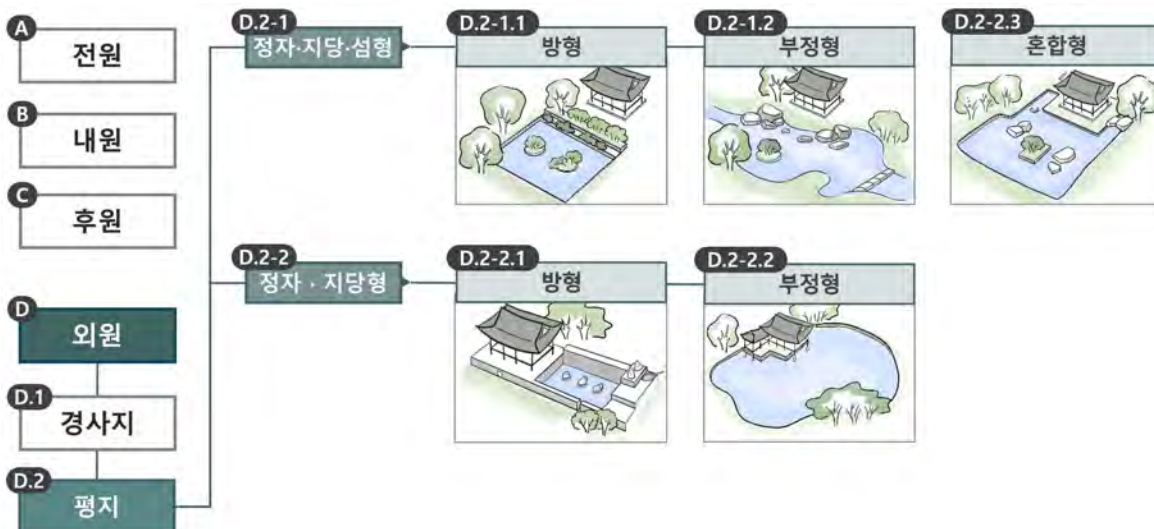 A
전원
B
내원
C
후원
D
외원
D.1
경사지
D.2
평지
D.2-1
정자·지당·섬형
D.2-1.1
방형
D.2-1.2
부정형
D.2-2.3
혼합형
D.2-2
정자 · 지당형
D.2-2.1
방형
D.2-2.2
부정형